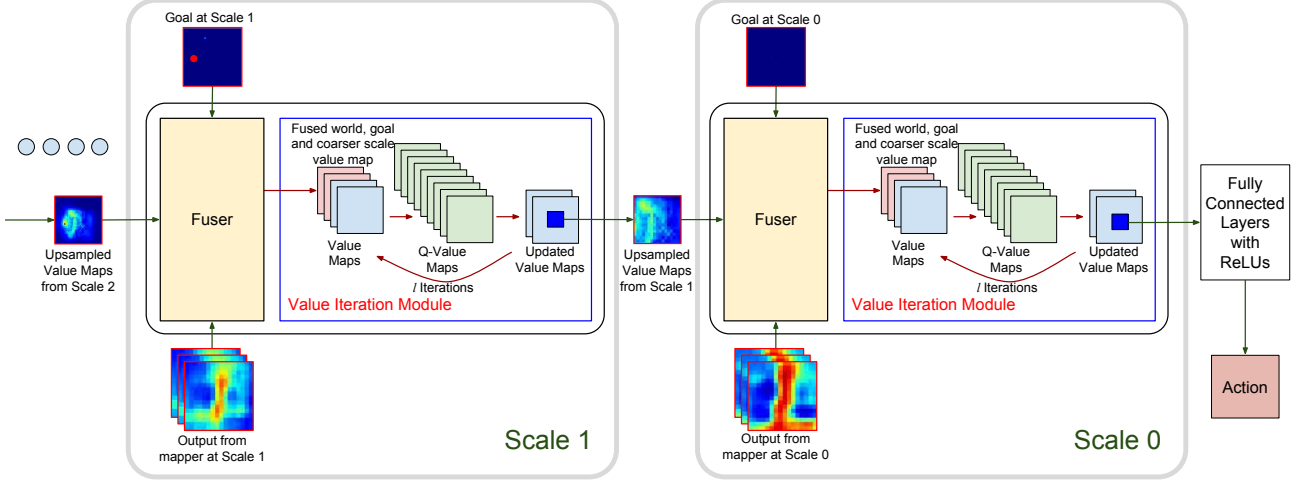 Goal at Scale 1
Fuser
Fused world, goal
and coarser scale
value map
Value
Maps
Q-Value
Maps
Updated
Value Maps
l Iterations
Value Iteration Module
Upsampled
Value Maps
from Scale 2
Output from
mapper at Scale 1
Scale 1
Upsampled
Value Maps
from Scale 1
Goal at Scale 0
Fuser
Fused world, goal
and coarser scale
value map
Value
Maps
Q-Value
Maps
Updated
Value Maps
l Iterations
Value Iteration Module
Output from
mapper at Scale 0
Scale 0
Fully
Connected
Layers
with
ReLUs
Action